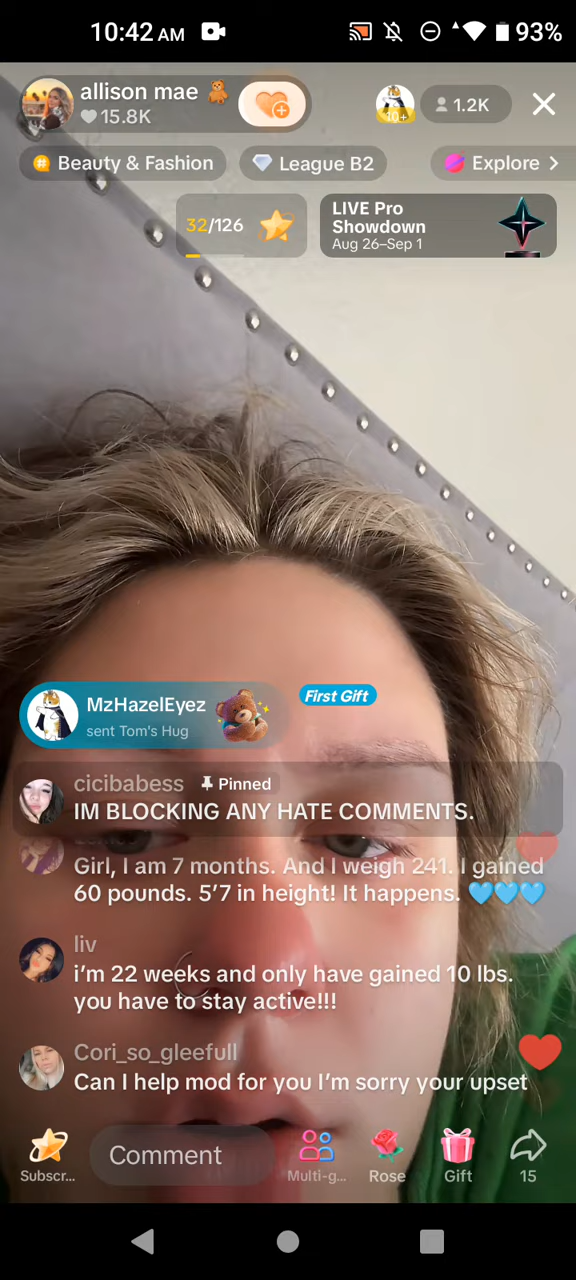 10:42 AM
93%
allison mae 🧸
15.8K
10+
1.2K
Beauty & Fashion
League B2
Explore >
32/126
LIVE Pro
Showdown
Aug 26–Sep 1
MzHazelEyez
sent Tom's Hug
First Gift
cicibabess Pinned
IM BLOCKING ANY HATE COMMENTS.
Girl, I am 7 months. And I weigh 241. I gained
60 pounds. 5’7 in height! It happens. 🩵🩵🩵
liv
i’m 22 weeks and only have gained 10 lbs.
you have to stay active!!!
Cori_so_gleefull
Can I help mod for you I’m sorry your upset
Subscr...
Comment
Multi-g...
Rose
Gift
15